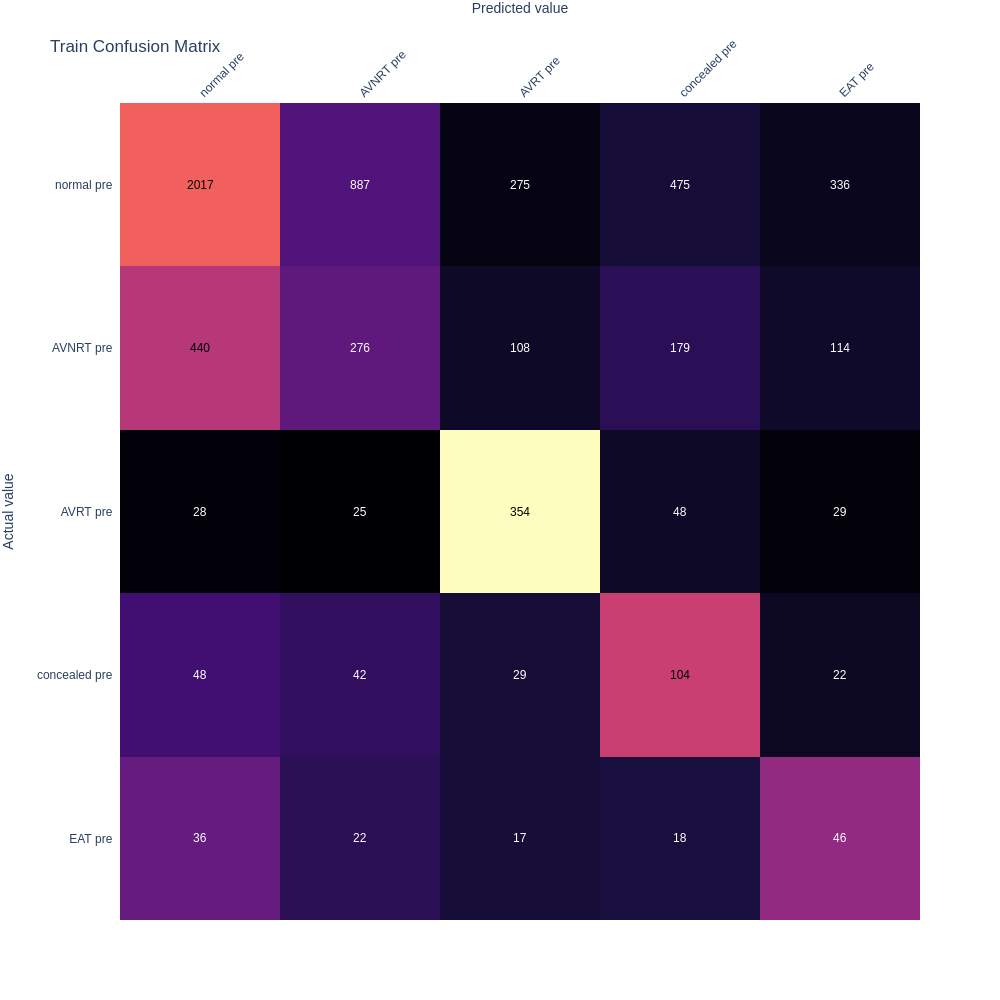 Predicted value
Train Confusion Matrix
normal pre AVNRT pre AVRT pre concealed pre EAT pre
normal pre 2017 887 275 475 336
AVNRT pre 440 276 108 179 114
Actual value
AVRT pre 28 25 354 48 29
concealed pre 48 42 29 104 22
EAT pre 36 22 17 18 46